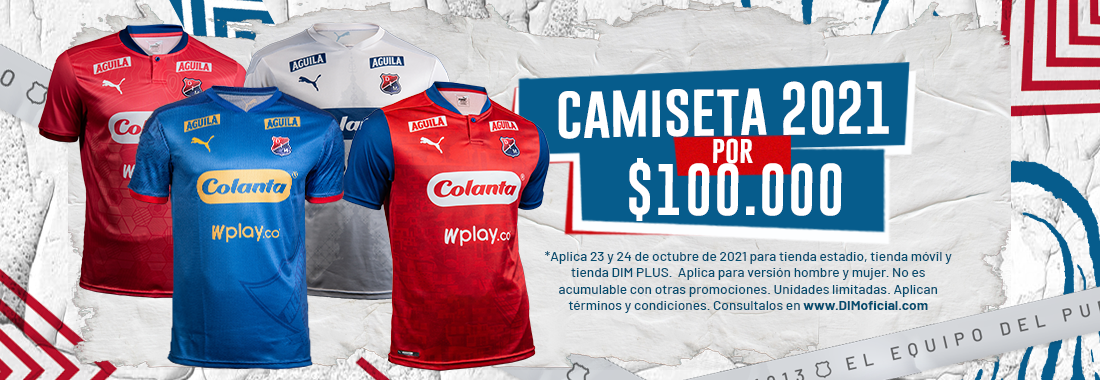 AGUILA
AGUILA
Co
AGUILA
AGUILA
AGUILA
AGUILA
Colanta
Wplay.co
AGUILA
AGUILA
Colanta
Wplay.co
CAMISETA 2021
POR
$100.000
*Aplica 23 y 24 de octubre de 2021 para tienda estadio, tienda móvil y
tienda DIM PLUS. Aplica para versión hombre y mujer. No es
acumulable con otras promociones. Unidades limitadas. Aplican
términos y condiciones. Consultalos en www.DIMoficial.com
EL EQUIPO DEL PU